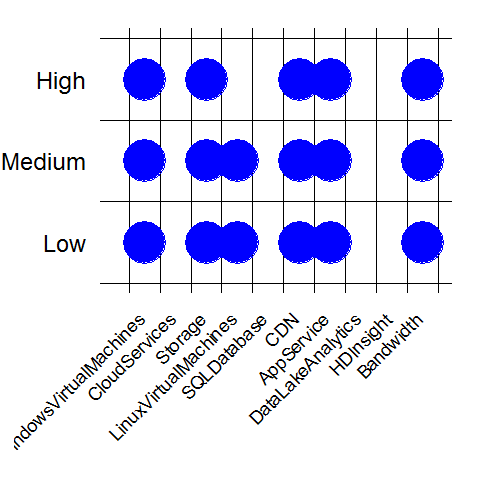 High
Medium
Low
ndowsVirtualMachines
CloudServices
Storage
LinuxVirtualMachines
SQLDatabase
CDN
AppService
DataLakeAnalytics
HDInsight
Bandwidth